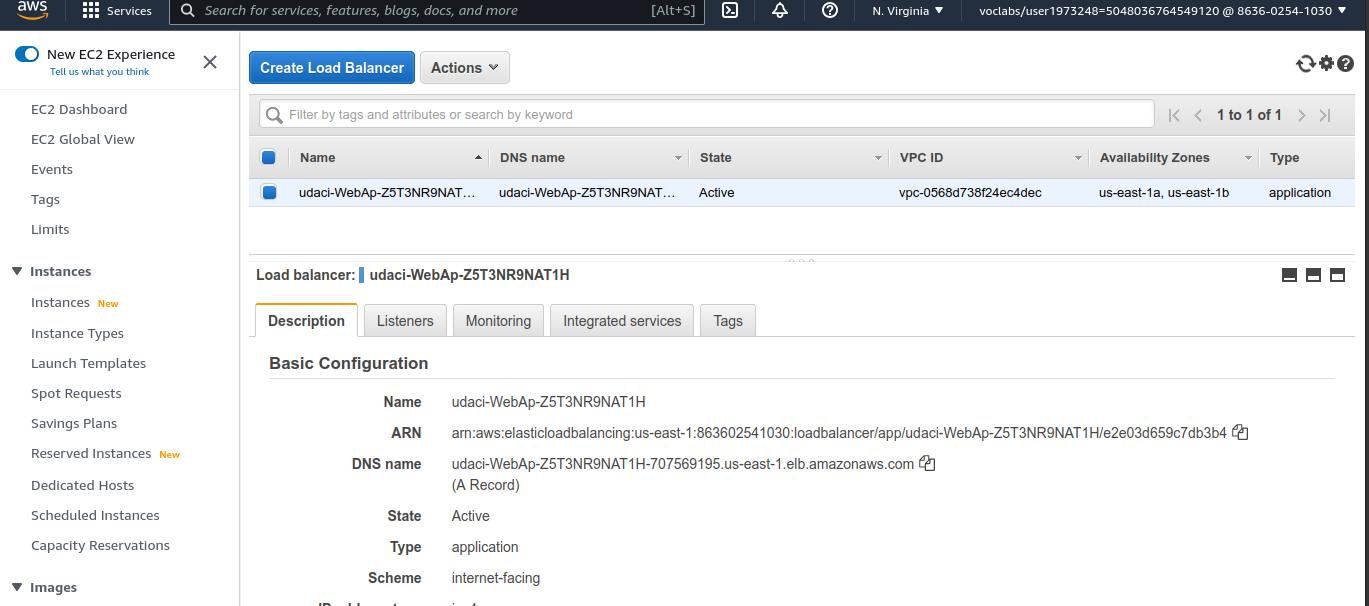 aws
Services
Search for services, features, blogs, docs, and more
[Alt+S]
N. Virginia
voclabs/user1973248=5048036764549120 @ 8636-0254-1030
New EC2 Experience
Tell us what you think
EC2 Dashboard
EC2 Global View
Events
Tags
Limits
Instances
Instances New
Instance Types
Launch Templates
Spot Requests
Savings Plans
Reserved Instances New
Dedicated Hosts
Scheduled Instances
Capacity Reservations
Images
Create Load Balancer
Actions
Filter by tags and attributes or search by keyword
1 to 1 of 1
Name DNS name State VPC ID Availability Zones Type
udaci-WebAp-Z5T3NR9NAT… udaci-WebAp-Z5T3NR9NAT… Active vpc-0568d738f24ec4dec us-east-1a, us-east-1b application
Load balancer: udaci-WebAp-Z5T3NR9NAT1H
Description Listeners Monitoring Integrated services Tags
Basic Configuration
Name udaci-WebAp-Z5T3NR9NAT1H
ARN arn:aws:elasticloadbalancing:us-east-1:863602541030:loadbalancer/app/udaci-WebAp-Z5T3NR9NAT1H/e2e03d659c7db3b4
DNS name udaci-WebAp-Z5T3NR9NAT1H-707569195.us-east-1.elb.amazonaws.com
(A Record)
State Active
Type application
Scheme internet-facing